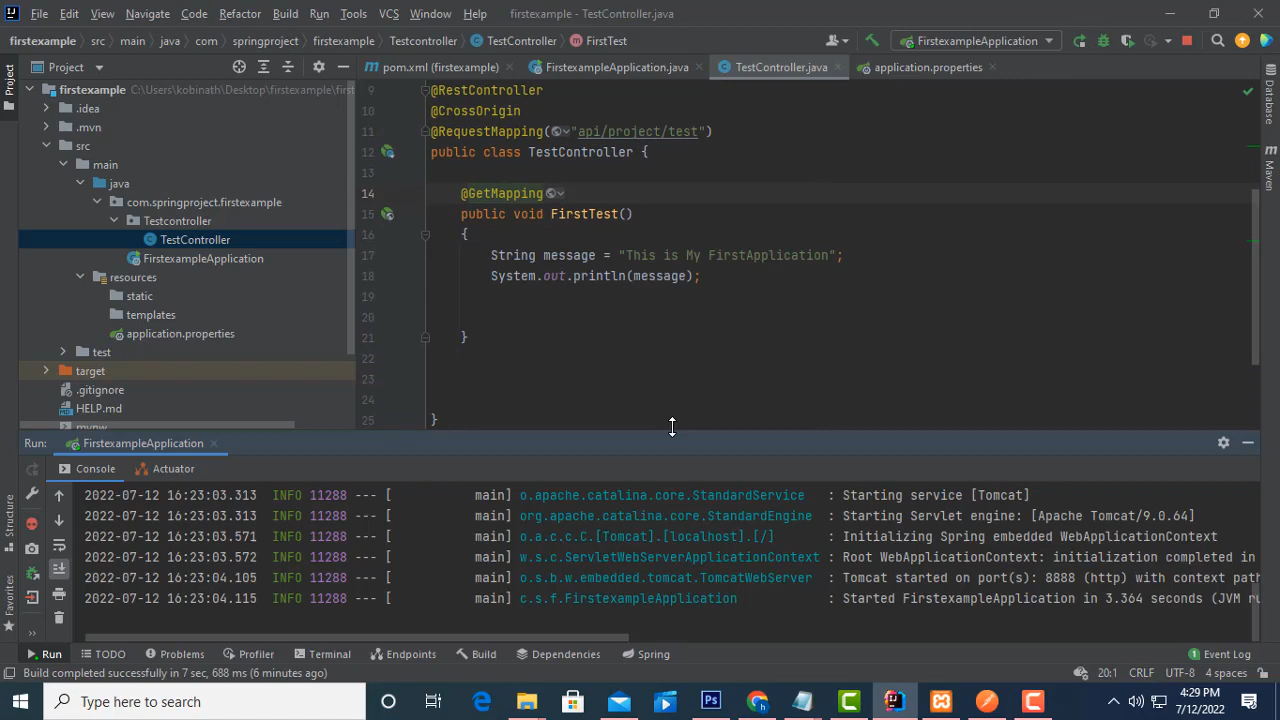 File Edit View Navigate Code Refactor Build Run Tools VCS Window Help firstexample - TestController.java
firstexample src main java com springproject firstexample Testcontroller TestController FirstTest FirstexampleApplication
Project pom.xml (firstexample) FirstexampleApplication.java TestController.java application.properties
Project
Database
Maven
Structure
Favorites
firstexample C:\Users\kobinath\Desktop\firstexample\first
.idea
.mvn
src
main
java
com.springproject.firstexample
Testcontroller
TestController
FirstexampleApplication
resources
static
templates
application.properties
test
target
.gitignore
HELP.md
mvnw
9 @RestController
10 @CrossOrigin
11 @RequestMapping("api/project/test")
12 public class TestController {
13
14 @GetMapping
15 public void FirstTest()
16 {
17 String message = "This is My FirstApplication";
18 System.out.println(message);
19
20
21 }
22
23
24
25 }
Run: FirstexampleApplication
Console Actuator
2022-07-12 16:23:03.313 INFO 11288 --- [ main] o.apache.catalina.core.StandardService : Starting service [Tomcat]
2022-07-12 16:23:03.313 INFO 11288 --- [ main] org.apache.catalina.core.StandardEngine : Starting Servlet engine: [Apache Tomcat/9.0.64]
2022-07-12 16:23:03.571 INFO 11288 --- [ main] o.a.c.c.C.[Tomcat].[localhost].[/] : Initializing Spring embedded WebApplicationContext
2022-07-12 16:23:03.572 INFO 11288 --- [ main] w.s.c.ServletWebServerApplicationContext : Root WebApplicationContext: initialization completed in
2022-07-12 16:23:04.105 INFO 11288 --- [ main] o.s.b.w.embedded.tomcat.TomcatWebServer : Tomcat started on port(s): 8888 (http) with context path
2022-07-12 16:23:04.115 INFO 11288 --- [ main] c.s.f.FirstexampleApplication : Started FirstexampleApplication in 3.364 seconds (JVM ru
Run TODO Problems Profiler Terminal Endpoints Build Dependencies Spring 1 Event Log
Build completed successfully in 7 sec, 688 ms (6 minutes ago) 20:1 CRLF UTF-8 4 spaces
Type here to search
4:29 PM
7/12/2022